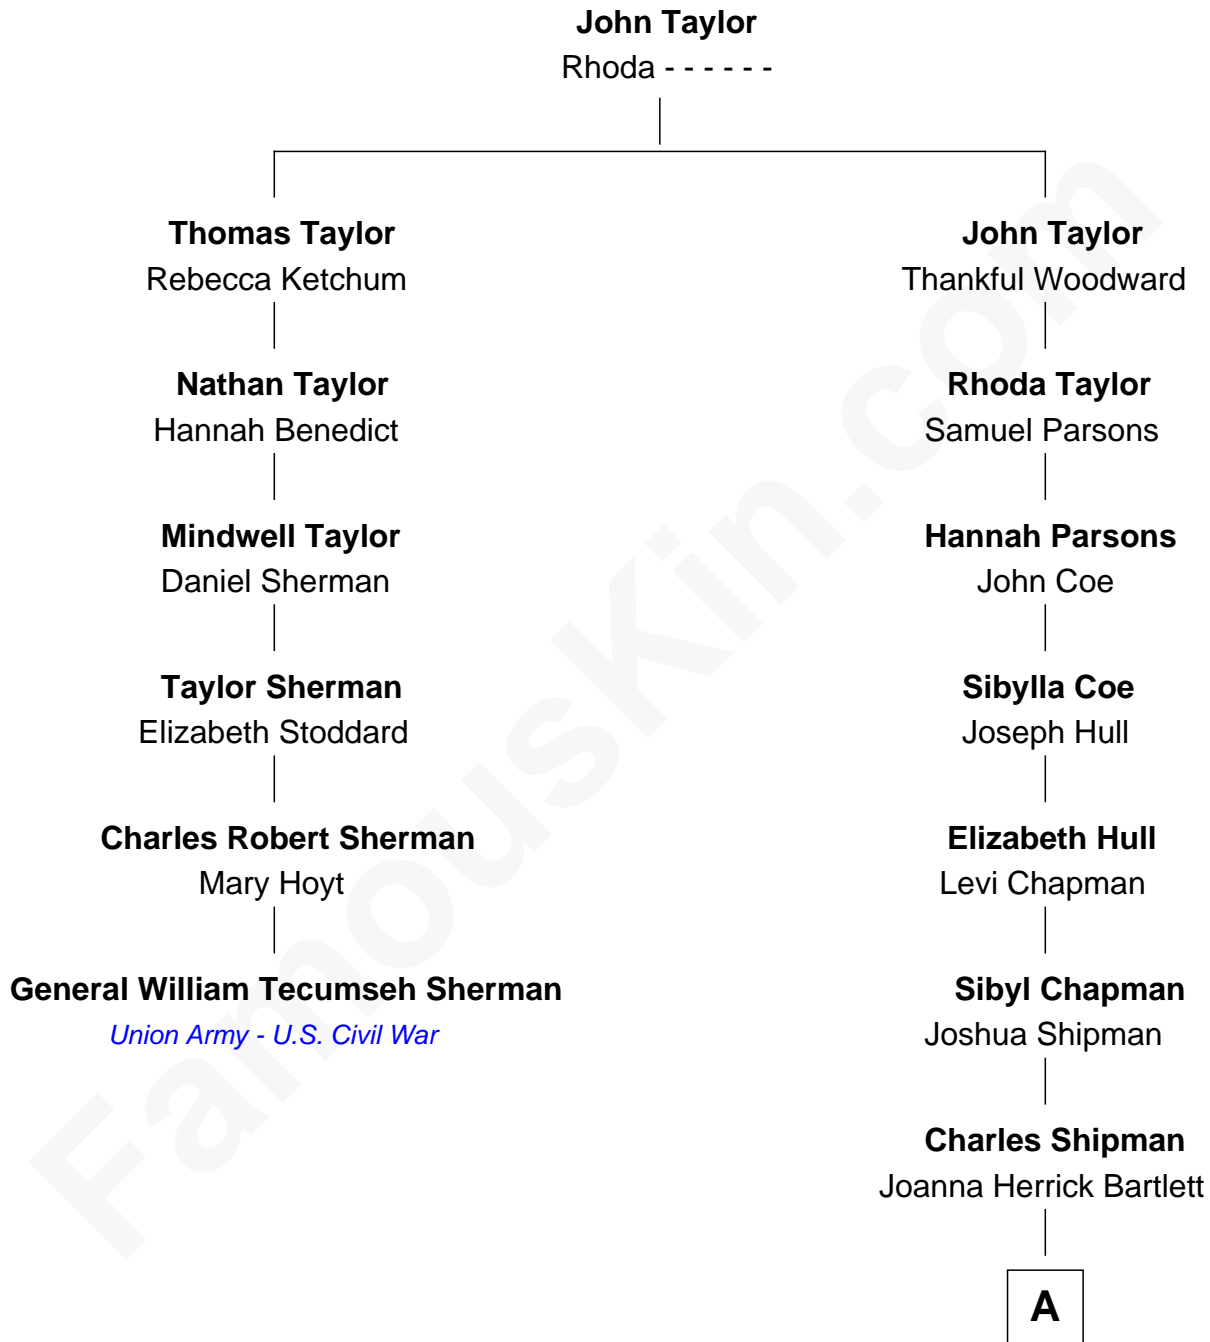 John Taylor
Rhoda - - - - - -
Thomas Taylor
Rebecca Ketchum
Nathan Taylor
Hannah Benedict
Mindwell Taylor
Daniel Sherman
Taylor Sherman
Elizabeth Stoddard
Charles Robert Sherman
Mary Hoyt
General William Tecumseh Sherman
Union Army - U.S. Civil War
John Taylor
Thankful Woodward
Rhoda Taylor
Samuel Parsons
Hannah Parsons
John Coe
Sibylla Coe
Joseph Hull
Elizabeth Hull
Levi Chapman
Sibyl Chapman
Joshua Shipman
Charles Shipman
Joanna Herrick Bartlett
A
FamousKin.com